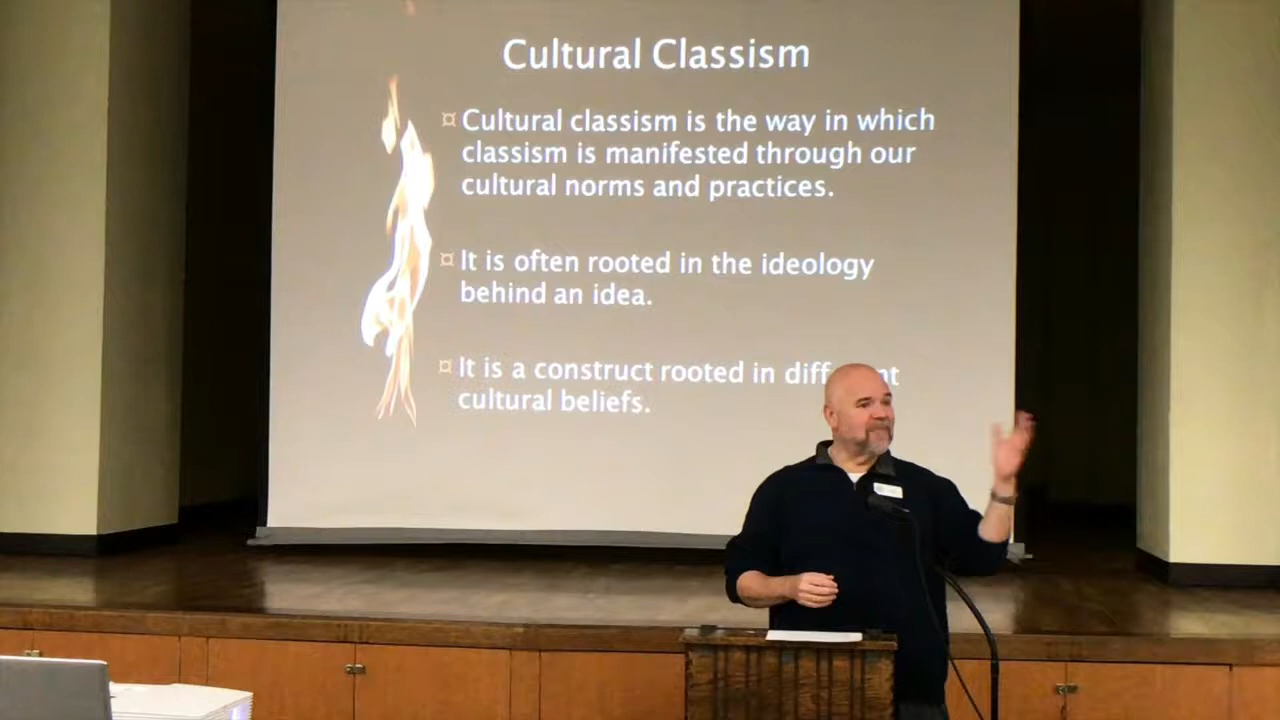 Cultural Classism
¤ Cultural classism is the way in which
classism is manifested through our
cultural norms and practices.
¤ It is often rooted in the ideology
behind an idea.
¤ It is a construct rooted in
cultural beliefs.